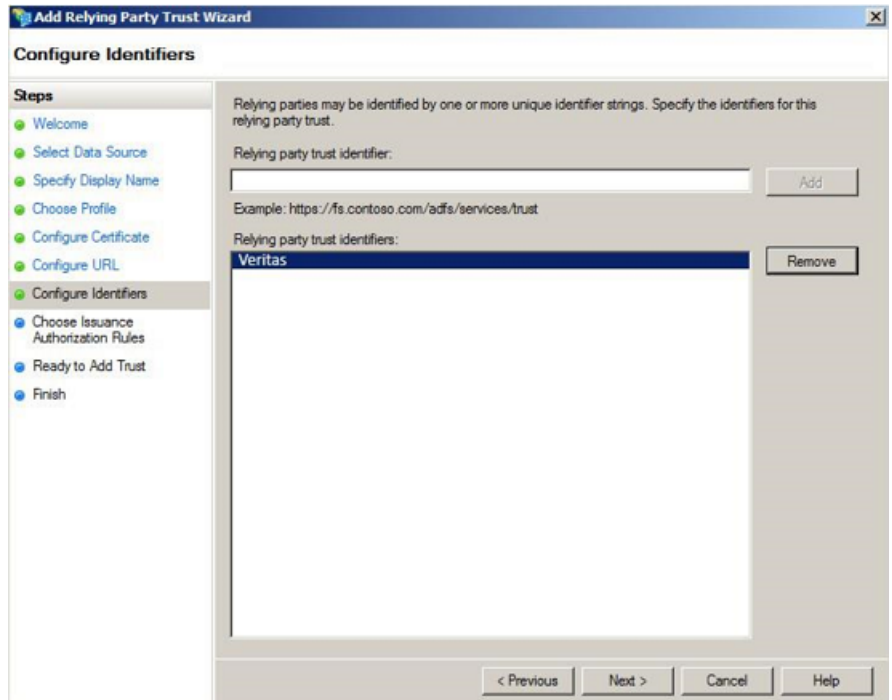 Add Relying Party Trust Wizard
Configure Identifiers
Steps
Welcome
Select Data Source
Specify Display Name
Choose Profile
Configure Certificate
Configure URL
Configure Identifiers
Choose Issuance
Authorization Rules
Ready to Add Trust
Finish
Relying parties may be identified by one or more unique identifier strings. Specify the identifiers for this
relying party trust.
Relying party trust identifier:
Add
Example: https://fs.contoso.com/adfs/services/trust
Relying party trust identifiers:
Veritas
Remove
< Previous
Next >
Cancel
Help